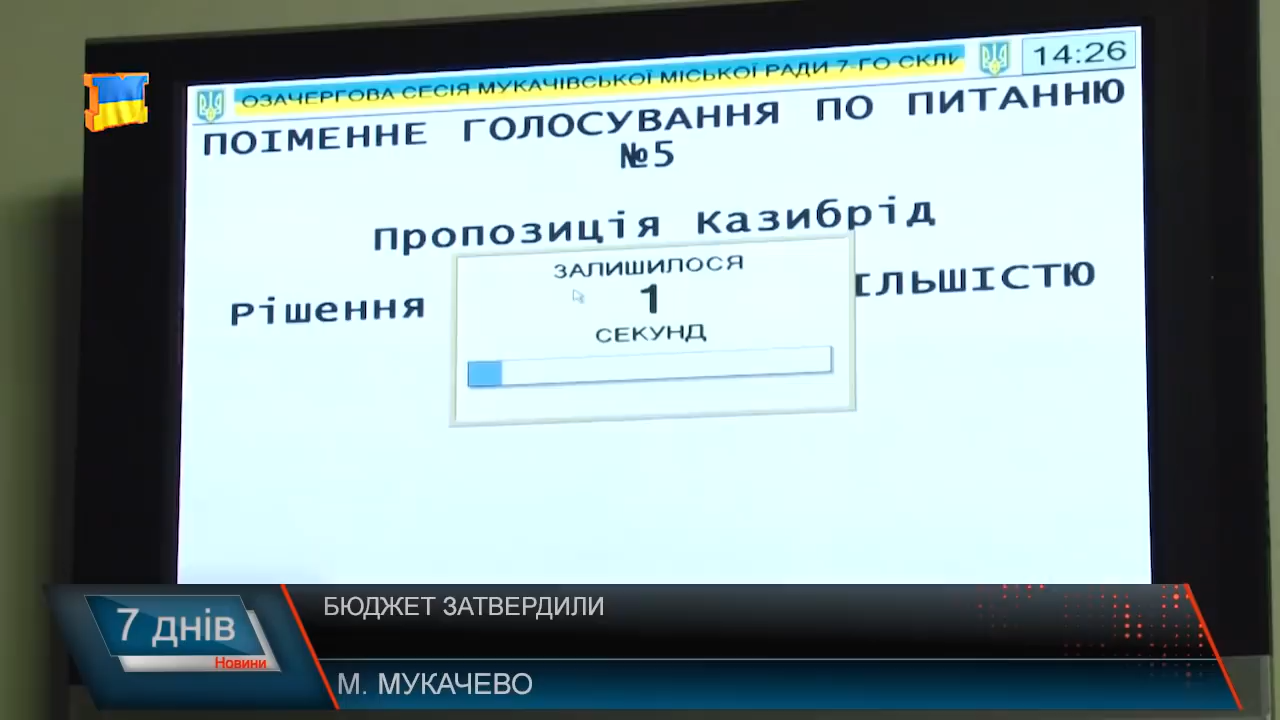 ОЗАЧЕРГОВА СЕСІЯ МУКАЧІВСЬКОЇ МІСЬКОЇ РАДИ 7-ГО СКЛИ
14:26
ПОІМЕННЕ ГОЛОСУВАННЯ ПО ПИТАННЮ
№5
Пропозиція Казибрід
ЗАЛИШИЛОСЯ
1
СЕКУНД
Рішення ІЛЬШІСТЮ
7 днів
Новини
БЮДЖЕТ ЗАТВЕРДИЛИ
М. МУКАЧЕВО